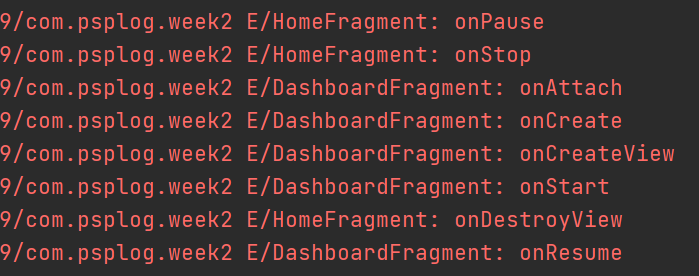 9/com.psplog.week2 E/HomeFragment: onPause
9/com.psplog.week2 E/HomeFragment: onStop
9/com.psplog.week2 E/DashboardFragment: onAttach
9/com.psplog.week2 E/DashboardFragment: onCreate
9/com.psplog.week2 E/DashboardFragment: onCreateView
9/com.psplog.week2 E/DashboardFragment: onStart
9/com.psplog.week2 E/HomeFragment: onDestroyView
9/com.psplog.week2 E/DashboardFragment: onResume